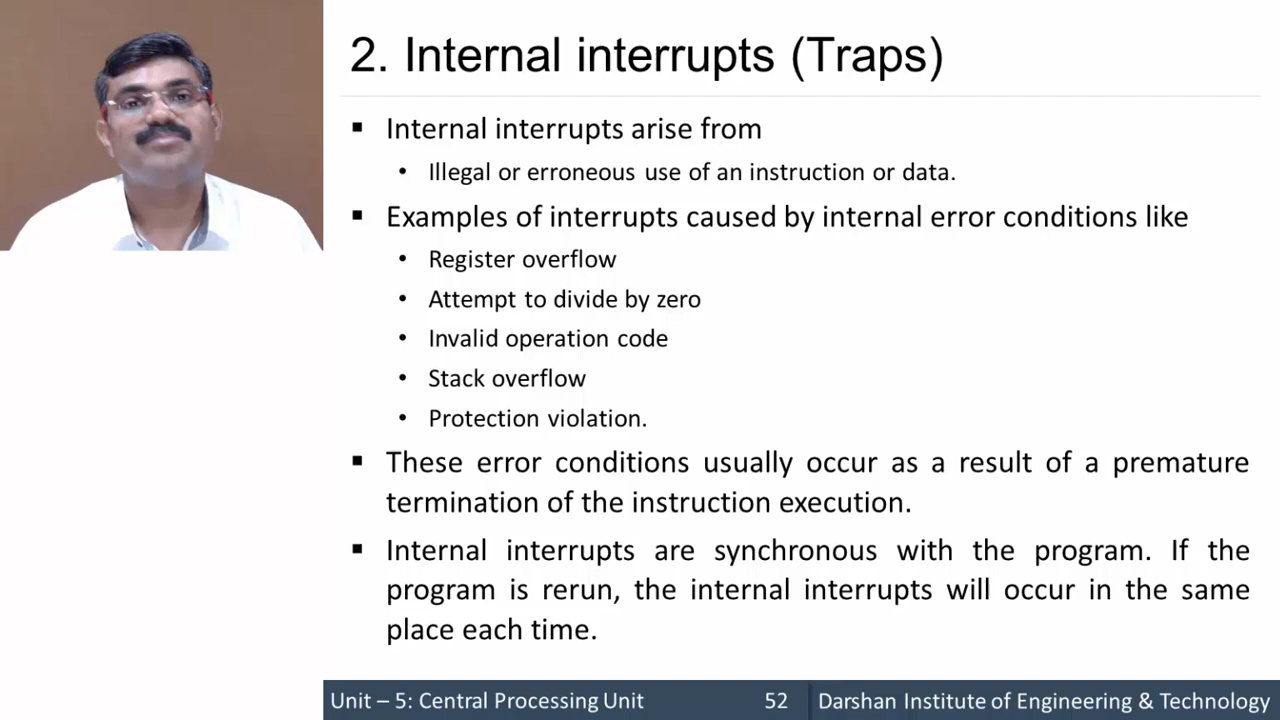 2. Internal interrupts (Traps)
▪ Internal interrupts arise from
• Illegal or erroneous use of an instruction or data.
▪ Examples of interrupts caused by internal error conditions like
• Register overflow
• Attempt to divide by zero
• Invalid operation code
• Stack overflow
• Protection violation.
▪ These error conditions usually occur as a result of a premature
termination of the instruction execution.
▪ Internal interrupts are synchronous with the program. If the
program is rerun, the internal interrupts will occur in the same
place each time.
Unit – 5: Central Processing Unit 52 Darshan Institute of Engineering & Technology